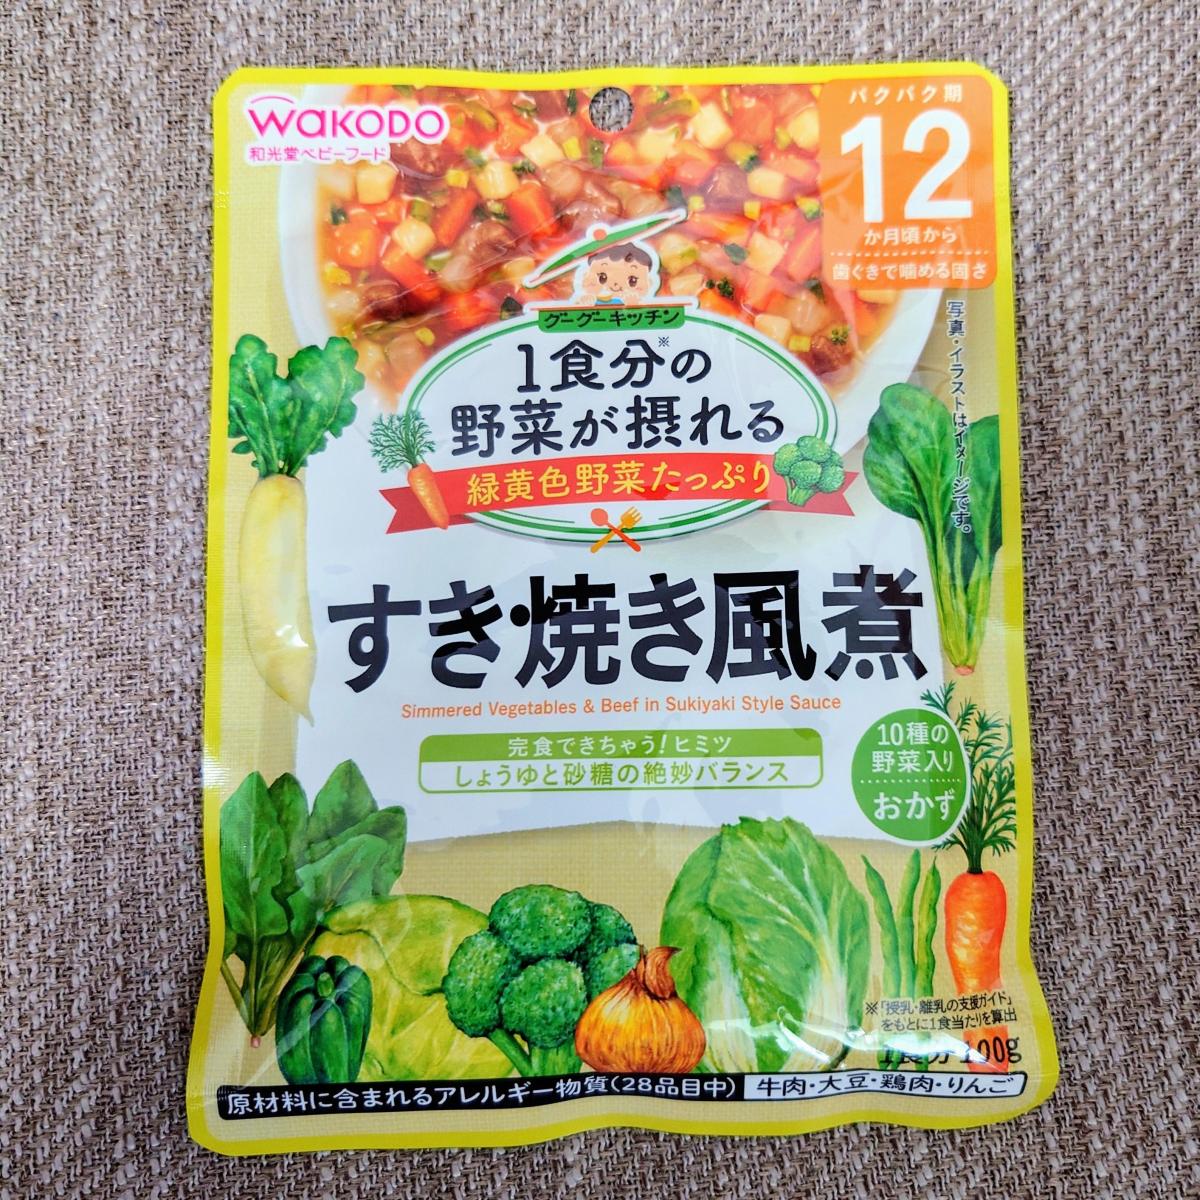 WaKODO
和光堂ベビーフード
パクパク期
12
か月頃から
歯ぐきで噛める固さ
写真・イラストはイメージです。
グーグーキッチン
1食分※の
野菜が摂れる
緑黄色野菜たっぷり
すき焼き風煮
Simmered Vegetables & Beef in Sukiyaki Style Sauce
完食できちゃう!ヒミツ
しょうゆと砂糖の絶妙バランス
10種の
野菜入り
おかず
※「授乳・離乳の支援ガイド」
をもとに1食当たりを算出
1食分 100g
原材料に含まれるアレルギー物質(28品目中) 牛肉・大豆・鶏肉・りんご